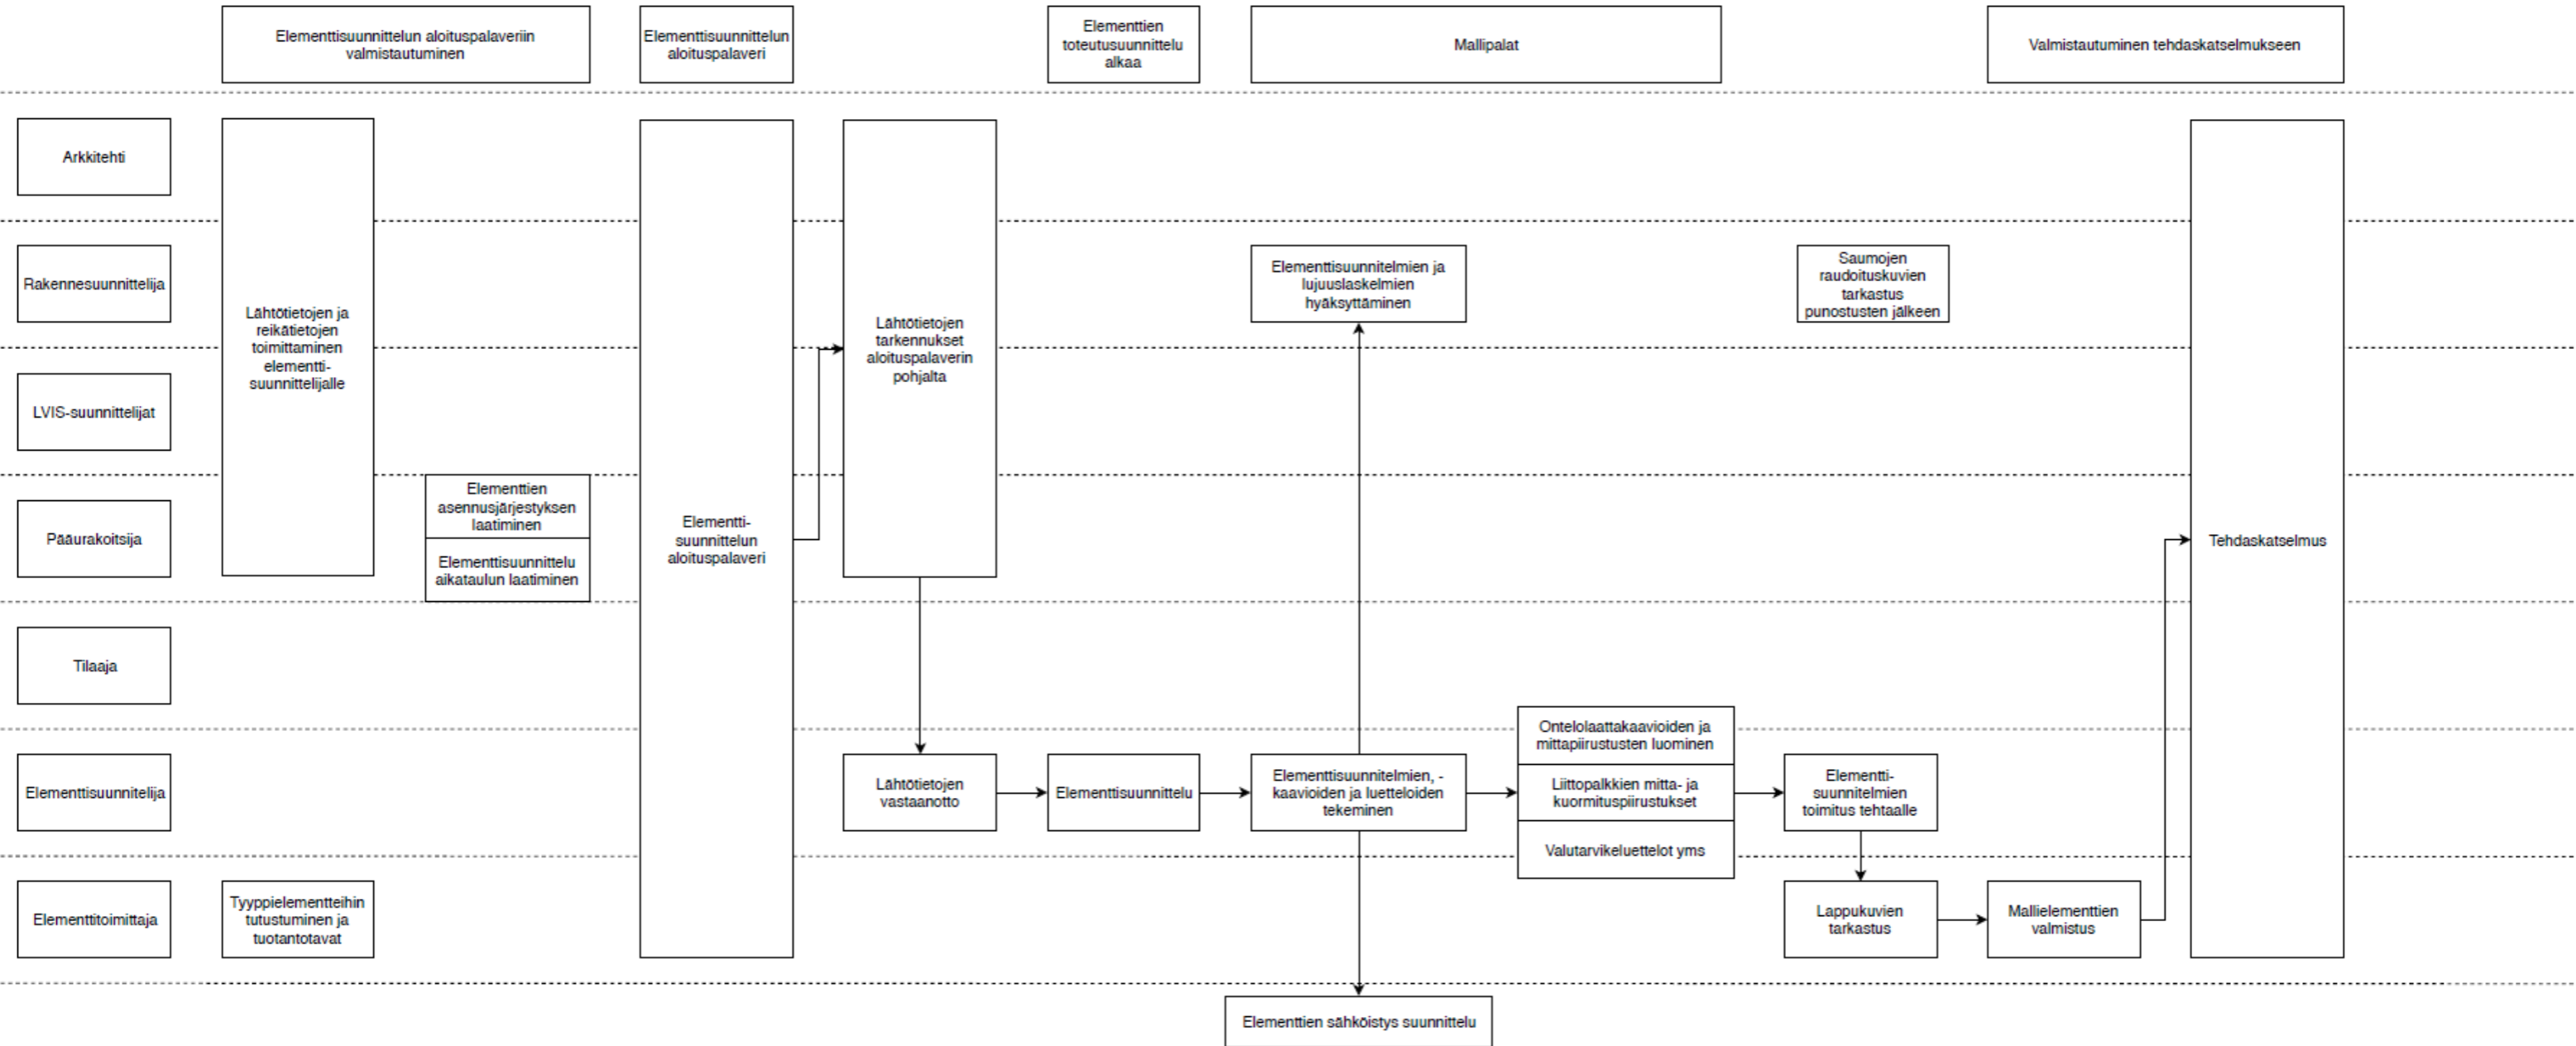 Elementtisuunnittelun aloituspalaveriin
valmistautuminen
Elementtisuunnittelun
aloituspalaveri
Elementtien
toteutusuunnittelu
alkaa
Mallipalat
Valmistautuminen tehdaskatselmukseen
Arkkitehti
Rakennesuunnittelija
LVIS-suunnittelijat
Pääurakoitsija
Tilaaja
Elementtisuunnitelija
Elementtitoimittaja
Lähtötietojen ja
reikätietojen
toimittaminen
elementti-
suunnittelijalle
Tyyppielementteihin
tutustuminen ja
tuotantotavat
Elementtien
asennusjärjestyksen
laatiminen
Elementtisuunnittelu
aikataulun laatiminen
Elementti-
suunnittelun
aloituspalaveri
Lähtötietojen
tarkennukset
aloituspalaverin
pohjalta
Lähtötietojen
vastaanotto
Elementtisuunnittelu
Elementtisuunnitelmien ja
lujuuslaskelmien
hyäksyttäminen
Elementtisuunnitelmien, -
kaavioiden ja luetteloiden
tekeminen
Elementtien sähköistys suunnittelu
Ontelolaattakaavioiden ja
mittapiirustusten luominen
Liittopalkkien mitta- ja
kuormituspiirustukset
Valutarvikeluettelot yms
Saumojen
raudoituskuvien
tarkastus
punostusten jälkeen
Elementti-
suunnitelmien
toimitus tehtaalle
Lappukuvien
tarkastus
Mallielementtien
valmistus
Tehdaskatselmus